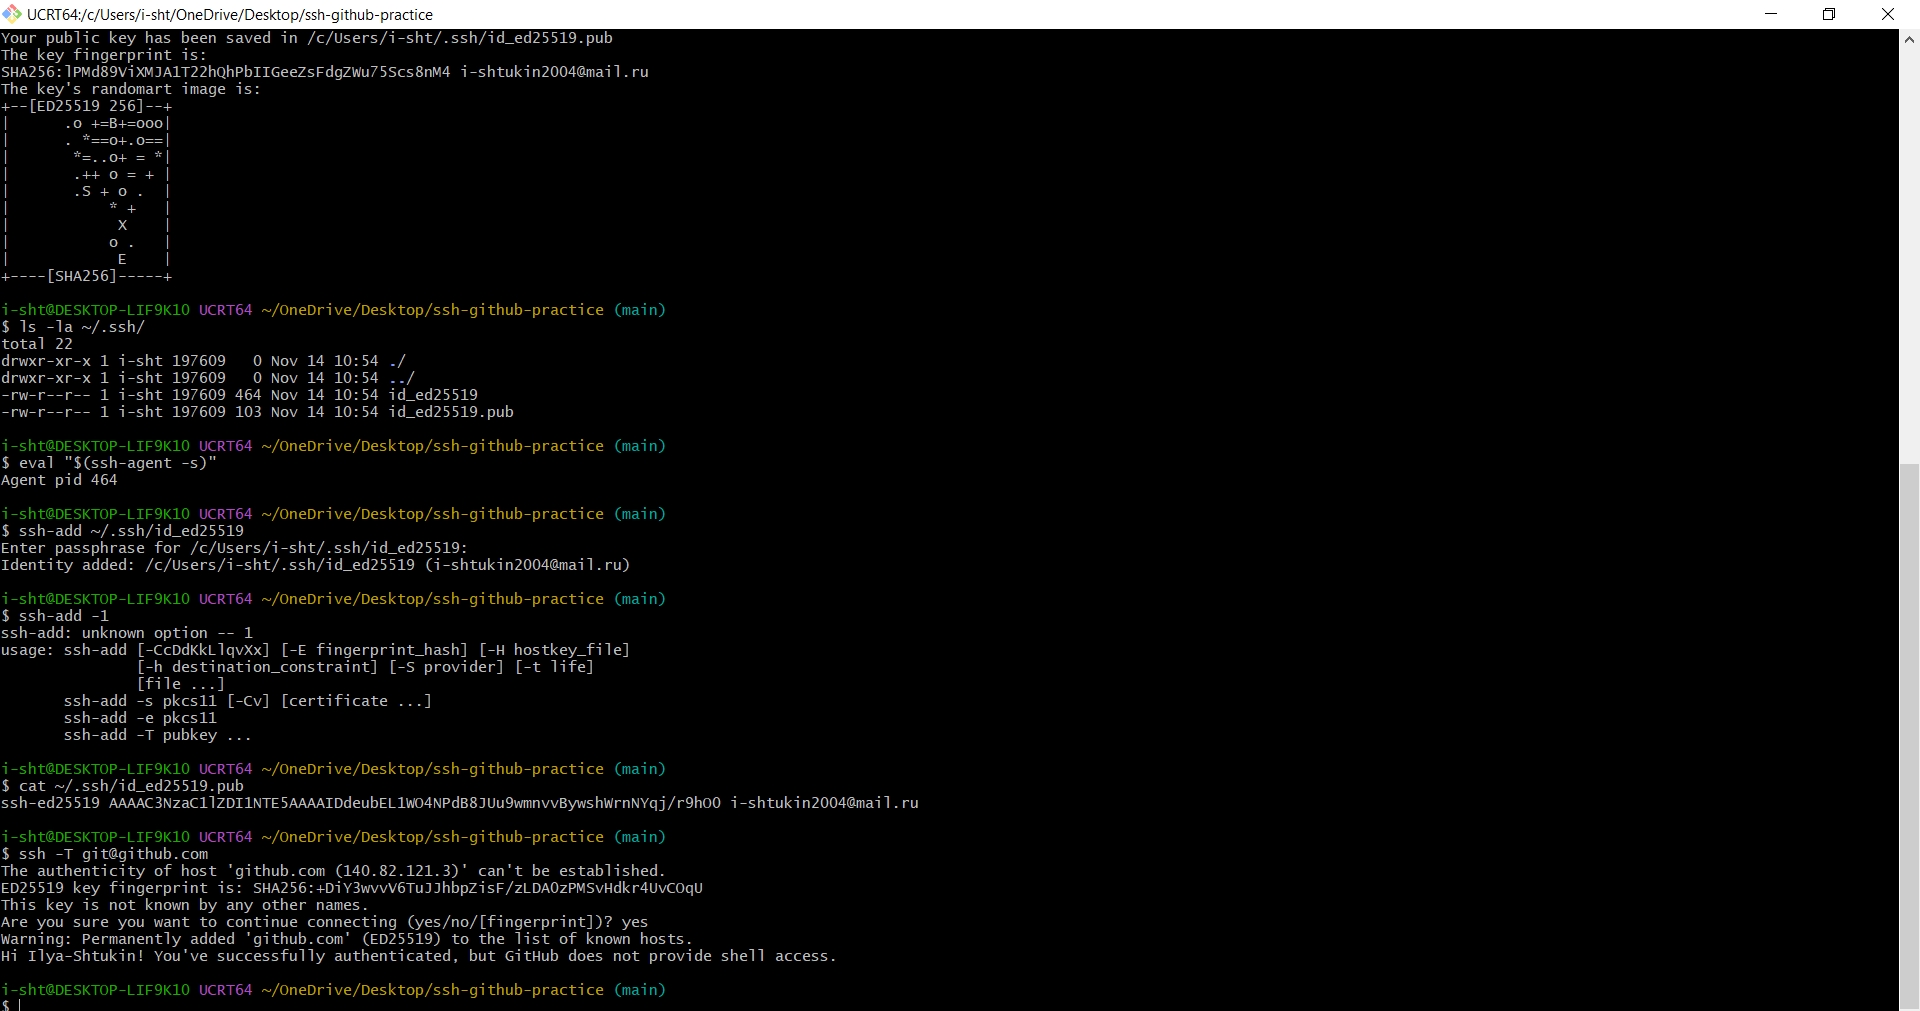 UCRT64:/c/Users/i-sht/OneDrive/Desktop/ssh-github-practice
Your public key has been saved in /c/Users/i-sht/.ssh/id_ed25519.pub
The key fingerprint is:
SHA256:lPMd89ViXMJA1T22hQhPbIIGeeZsFdgZWu75Scs8nM4 i-shtukin2004@mail.ru
The key's randomart image is:
+--[ED25519 256]--+
|      .o +=B+=ooo|
|      . *==o+.o==|
|       *=..o+ = *|
|       .++ o = + |
|       .S + o .  |
|           * +   |
|            X    |
|           o .   |
|            E    |
+----[SHA256]-----+
i-sht@DESKTOP-LIF9K10 UCRT64 ~/OneDrive/Desktop/ssh-github-practice (main)
$ ls -la ~/.ssh/
total 22
drwxr-xr-x 1 i-sht 197609   0 Nov 14 10:54 ./
drwxr-xr-x 1 i-sht 197609   0 Nov 14 10:54 ../
-rw-r--r-- 1 i-sht 197609 464 Nov 14 10:54 id_ed25519
-rw-r--r-- 1 i-sht 197609 103 Nov 14 10:54 id_ed25519.pub
i-sht@DESKTOP-LIF9K10 UCRT64 ~/OneDrive/Desktop/ssh-github-practice (main)
$ eval "$(ssh-agent -s)"
Agent pid 464
i-sht@DESKTOP-LIF9K10 UCRT64 ~/OneDrive/Desktop/ssh-github-practice (main)
$ ssh-add ~/.ssh/id_ed25519
Enter passphrase for /c/Users/i-sht/.ssh/id_ed25519:
Identity added: /c/Users/i-sht/.ssh/id_ed25519 (i-shtukin2004@mail.ru)
i-sht@DESKTOP-LIF9K10 UCRT64 ~/OneDrive/Desktop/ssh-github-practice (main)
$ ssh-add -1
ssh-add: unknown option -- 1
usage: ssh-add [-CcDdKkLlqvXx] [-E fingerprint_hash] [-H hostkey_file]
               [-h destination_constraint] [-S provider] [-t life]
               [file ...]
       ssh-add -s pkcs11 [-Cv] [certificate ...]
       ssh-add -e pkcs11
       ssh-add -T pubkey ...
i-sht@DESKTOP-LIF9K10 UCRT64 ~/OneDrive/Desktop/ssh-github-practice (main)
$ cat ~/.ssh/id_ed25519.pub
ssh-ed25519 AAAAC3NzaC1lZDI1NTE5AAAAIDdeubEL1WO4NPdB8JUu9wmnvvBywshWrnNYqj/r9hOO i-shtukin2004@mail.ru
i-sht@DESKTOP-LIF9K10 UCRT64 ~/OneDrive/Desktop/ssh-github-practice (main)
$ ssh -T git@github.com
The authenticity of host 'github.com (140.82.121.3)' can't be established.
ED25519 key fingerprint is: SHA256:+DiY3wvvV6TuJJhbpZisF/zLDA0zPMSvHdkr4UvCOqU
This key is not known by any other names.
Are you sure you want to continue connecting (yes/no/[fingerprint])? yes
Warning: Permanently added 'github.com' (ED25519) to the list of known hosts.
Hi Ilya-Shtukin! You've successfully authenticated, but GitHub does not provide shell access.
i-sht@DESKTOP-LIF9K10 UCRT64 ~/OneDrive/Desktop/ssh-github-practice (main)
$